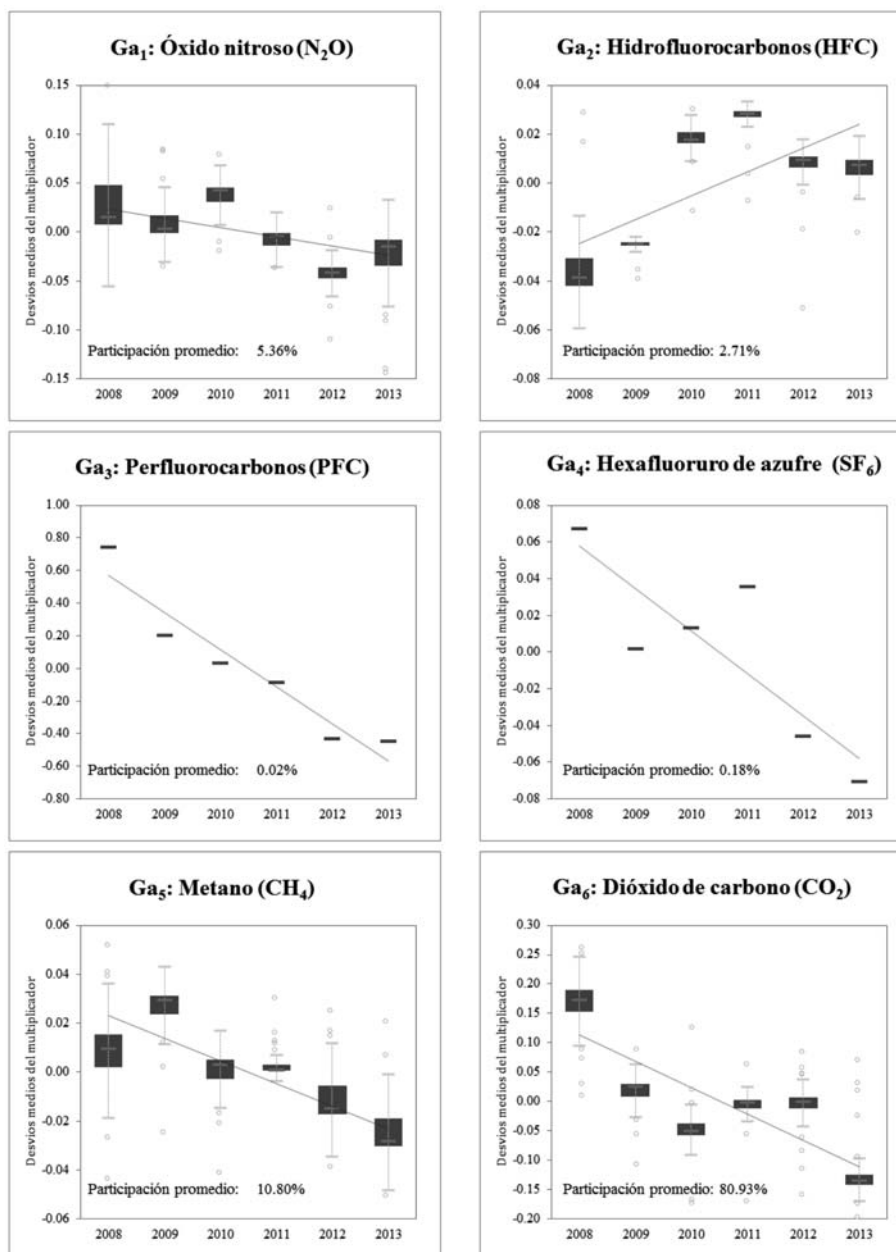 Ga₁: Óxido nitroso (N₂O)
Desvios medios del multiplicador
0.15
0.10
0.05
0.00
-0.05
-0.10
-0.15
Participación promedio: 5.36%
2008 2009 2010 2011 2012 2013
Ga₂: Hidrofluorocarbonos (HFC)
Desvios medios del multiplicador
0.04
0.02
0.00
-0.02
-0.04
-0.06
-0.08
Participación promedio: 2.71%
2008 2009 2010 2011 2012 2013
Ga₃: Perfluorocarbonos (PFC)
Desvios medios del multiplicador
1.00
0.80
0.60
0.40
0.20
0.00
-0.20
-0.40
-0.60
-0.80
Participación promedio: 0.02%
2008 2009 2010 2011 2012 2013
Ga₄: Hexafluoruro de azufre (SF₆)
Desvios medios del multiplicador
0.08
0.06
0.04
0.02
0.00
-0.02
-0.04
-0.06
-0.08
Participación promedio: 0.18%
2008 2009 2010 2011 2012 2013
Ga₅: Metano (CH₄)
Desvios medios del multiplicador
0.06
0.04
0.02
0.00
-0.02
-0.04
-0.06
Participación promedio: 10.80%
2008 2009 2010 2011 2012 2013
Ga₆: Dióxido de carbono (CO₂)
Desvios medios del multiplicador
0.30
0.25
0.20
0.15
0.10
0.05
0.00
-0.05
-0.10
-0.15
-0.20
Participación promedio: 80.93%
2008 2009 2010 2011 2012 2013